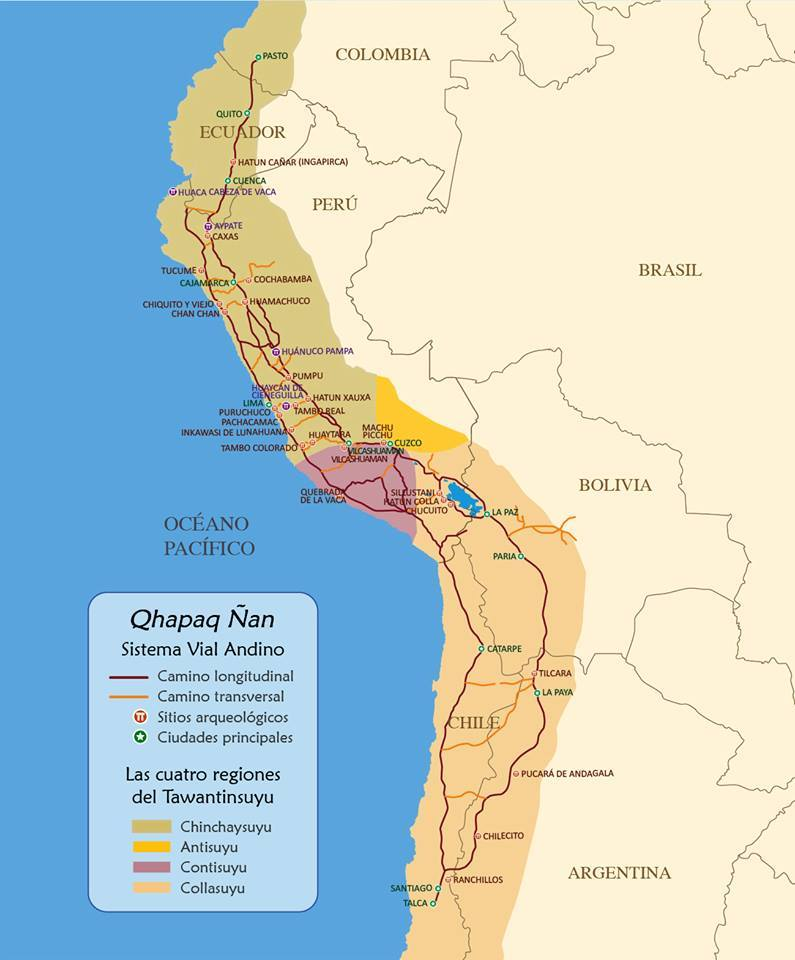 PASTO
COLOMBIA
QUITO
ECUADOR
HATUN CAÑAR (INGAPIRCA)
CUENCA
HUACA CABEZA DE VACA
PERÚ
AYPATE
CAXAS
TUCUME
BRASIL
CAJAMARCA
COCHABAMBA
CHIQUITO Y VIEJO
HUAMACHUCO
CHAN CHAN
HUÁNUCO PAMPA
PUMPU
HUAYCÁN DE
CIENEGUILLA
HATUN XAUXA
LIMA
PURUCHUCO
TAMBO REAL
PACHACAMAC
INKAWASI DE LUNAHUANA
HUAYTARA
MACHU
PICCHU
CUZCO
TAMBO COLORADO
VILCASHUAMAN
VILCASHUAMAN
QUEBRADA
DE LA VACA
SILLUSTANI
HATUN COLLA
CHUCUITO
BOLIVIA
LA PAZ
OCÉANO
PACÍFICO
PARIA
CATARPE
TILCARA
LA PAYA
CHILE
PUCARÁ DE ANDAGALA
CHILECITO
ARGENTINA
RANCHILLOS
SANTIAGO
TALCA
Qhapaq Ñan
Sistema Vial Andino
Camino longitudinal
Camino transversal
Sitios arqueológicos
Ciudades principales
Las cuatro regiones
del Tawantinsuyu
Chinchaysuyu
Antisuyu
Contisuyu
Collasuyu